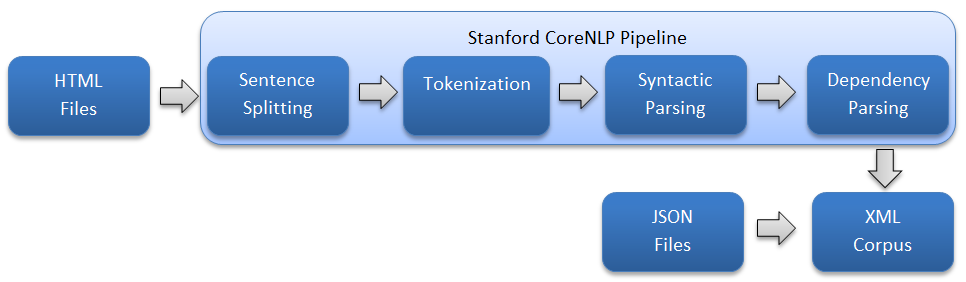 Stanford CoreNLP Pipeline
HTML
Files
Sentence
Splitting
Tokenization
Syntactic
Parsing
Dependency
Parsing
JSON
Files
XML
Corpus